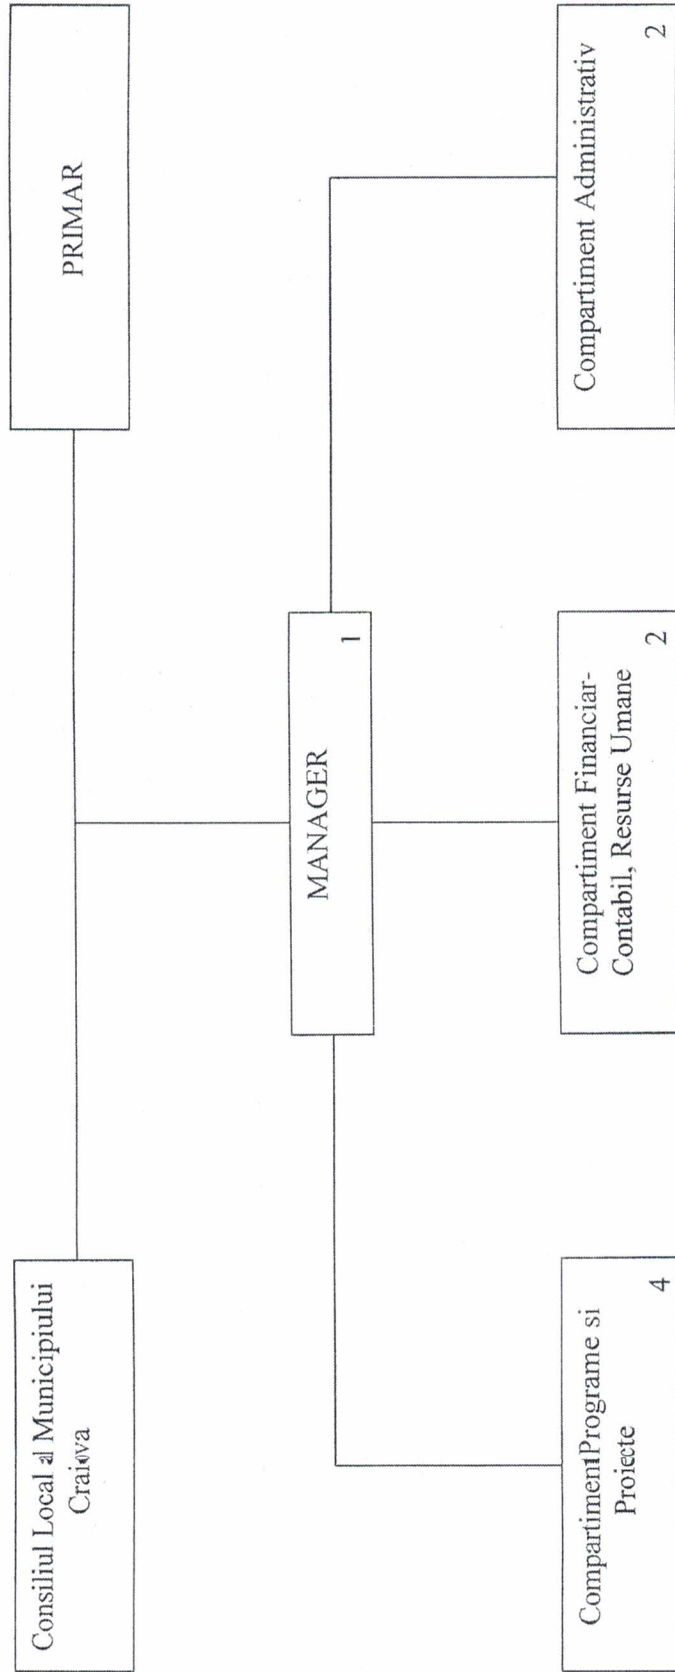 Consiliul Local al Municipiului
Craiova
PRIMAR
MANAGER
1
Compartiment Programe si
Proiecte
4
Compartiment Financiar-
Contabil, Resurse Umane
2
Compartiment Administrativ
2